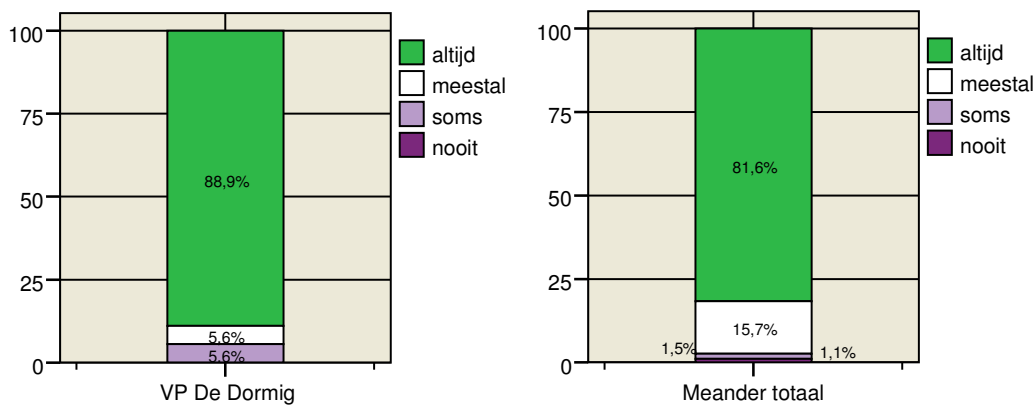 100
75
50
25
0
88,9%
5,6%
5,6%
VP De Dormig
altijd
meestal
soms
nooit
100
75
50
25
0
81,6%
15,7%
1,5%
1,1%
Meander totaal
altijd
meestal
soms
nooit